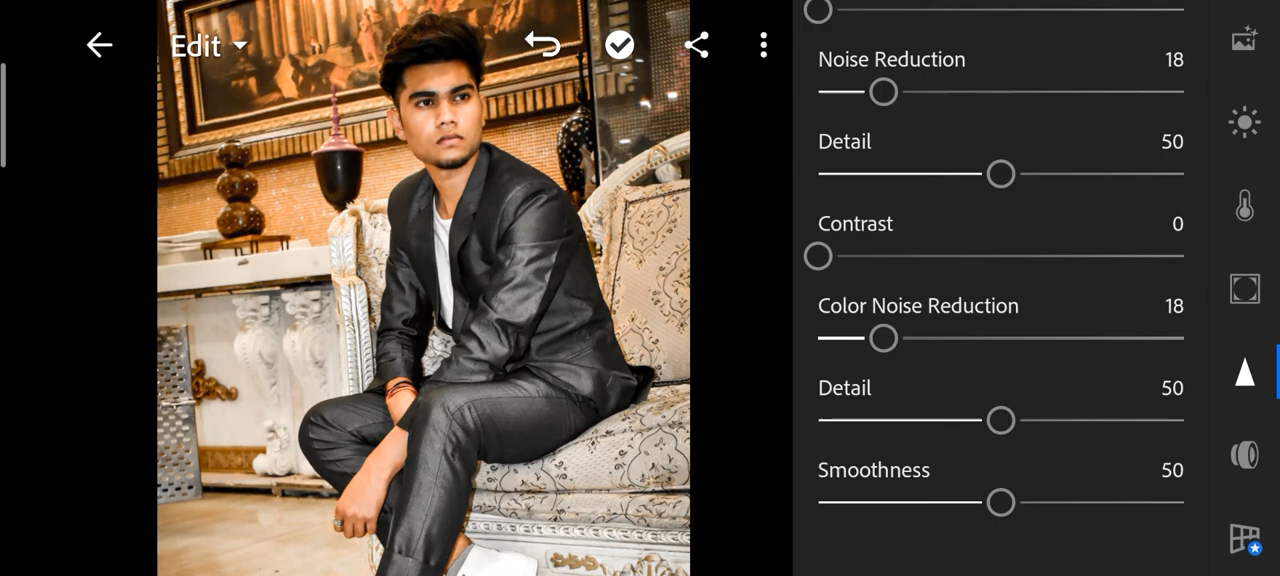 Edit
Noise Reduction 18
Detail 50
Contrast 0
Color Noise Reduction 18
Detail 50
Smoothness 50